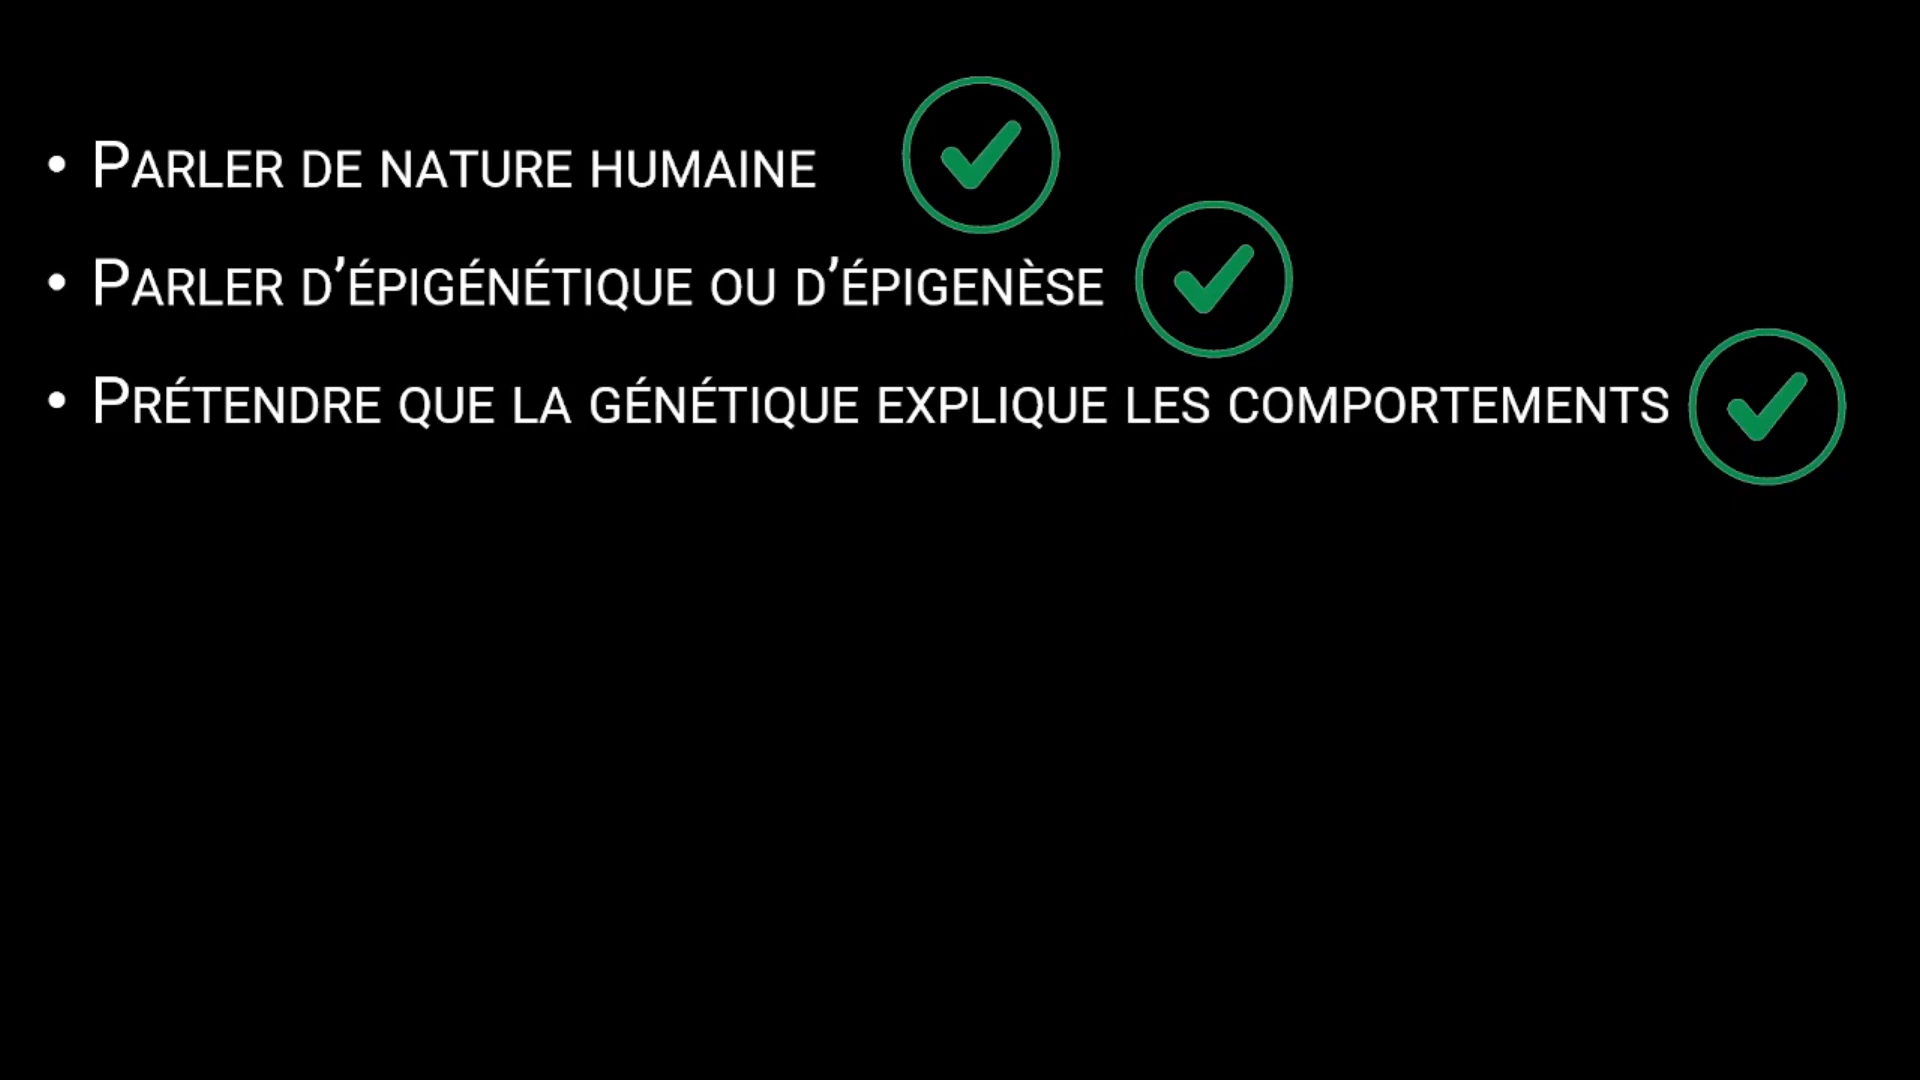 • Parler de nature humaine
• Parler d’épigénétique ou d’épigenèse
• Prétendre que la génétique explique les comportements